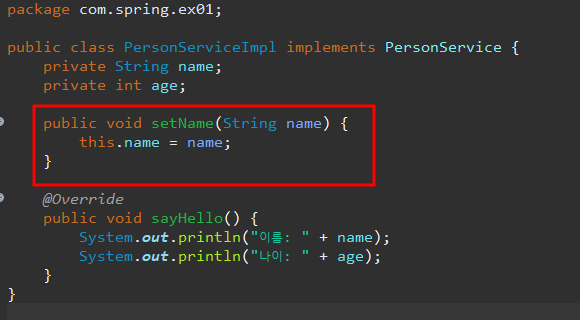 package com.spring.ex01;
public class PersonServiceImpl implements PersonService {
private String name;
private int age;
public void setName(String name) {
this.name = name;
}
@Override
public void sayHello() {
System.out.println("이름: " + name);
System.out.println("나이: " + age);
}
}